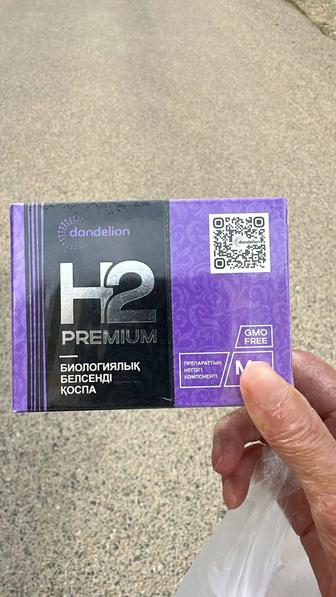 dandelion
H2
PREMIUM
БИОЛОГИЯЛЫҚ
БЕЛСЕНДІ
ҚОСПА
dandelion
GMO
FREE
ПРЕПАРАТТЫҢ
НЕГІЗГІ
КОМПОНЕНТІ